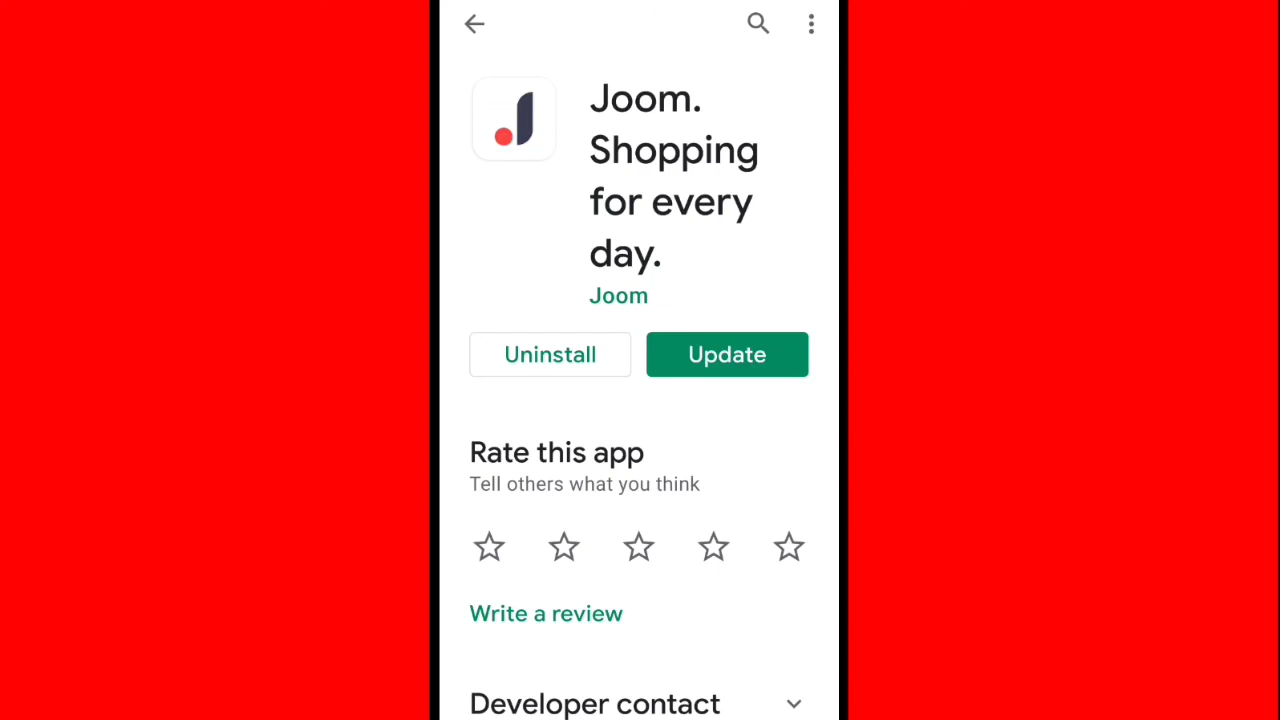 Joom.
Shopping
for every
day.
Joom
Uninstall
Update
Rate this app
Tell others what you think
Write a review
Developer contact